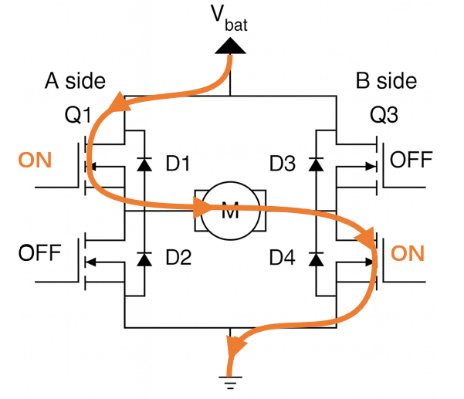 Vbat
A side
B side
Q1
Q3
ON
D1
D3
OFF
M
OFF
D2
D4
ON